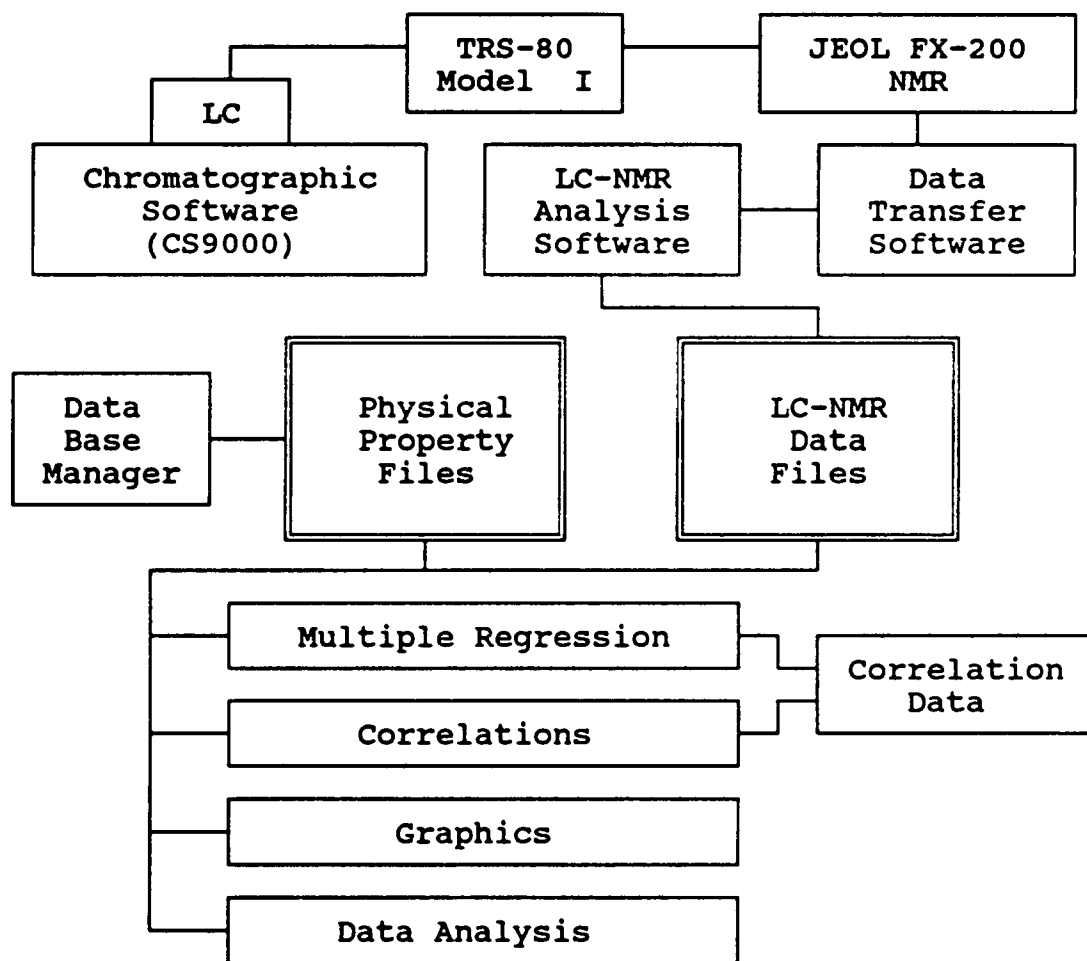 TRS-80
Model I
JEOL FX-200
NMR
LC
Chromatographic
Software
(CS9000)
LC-NMR
Analysis
Software
Data
Transfer
Software
Data
Base
Manager
Physical
Property
Files
LC-NMR
Data
Files
Multiple Regression
Correlation
Data
Correlations
Graphics
Data Analysis